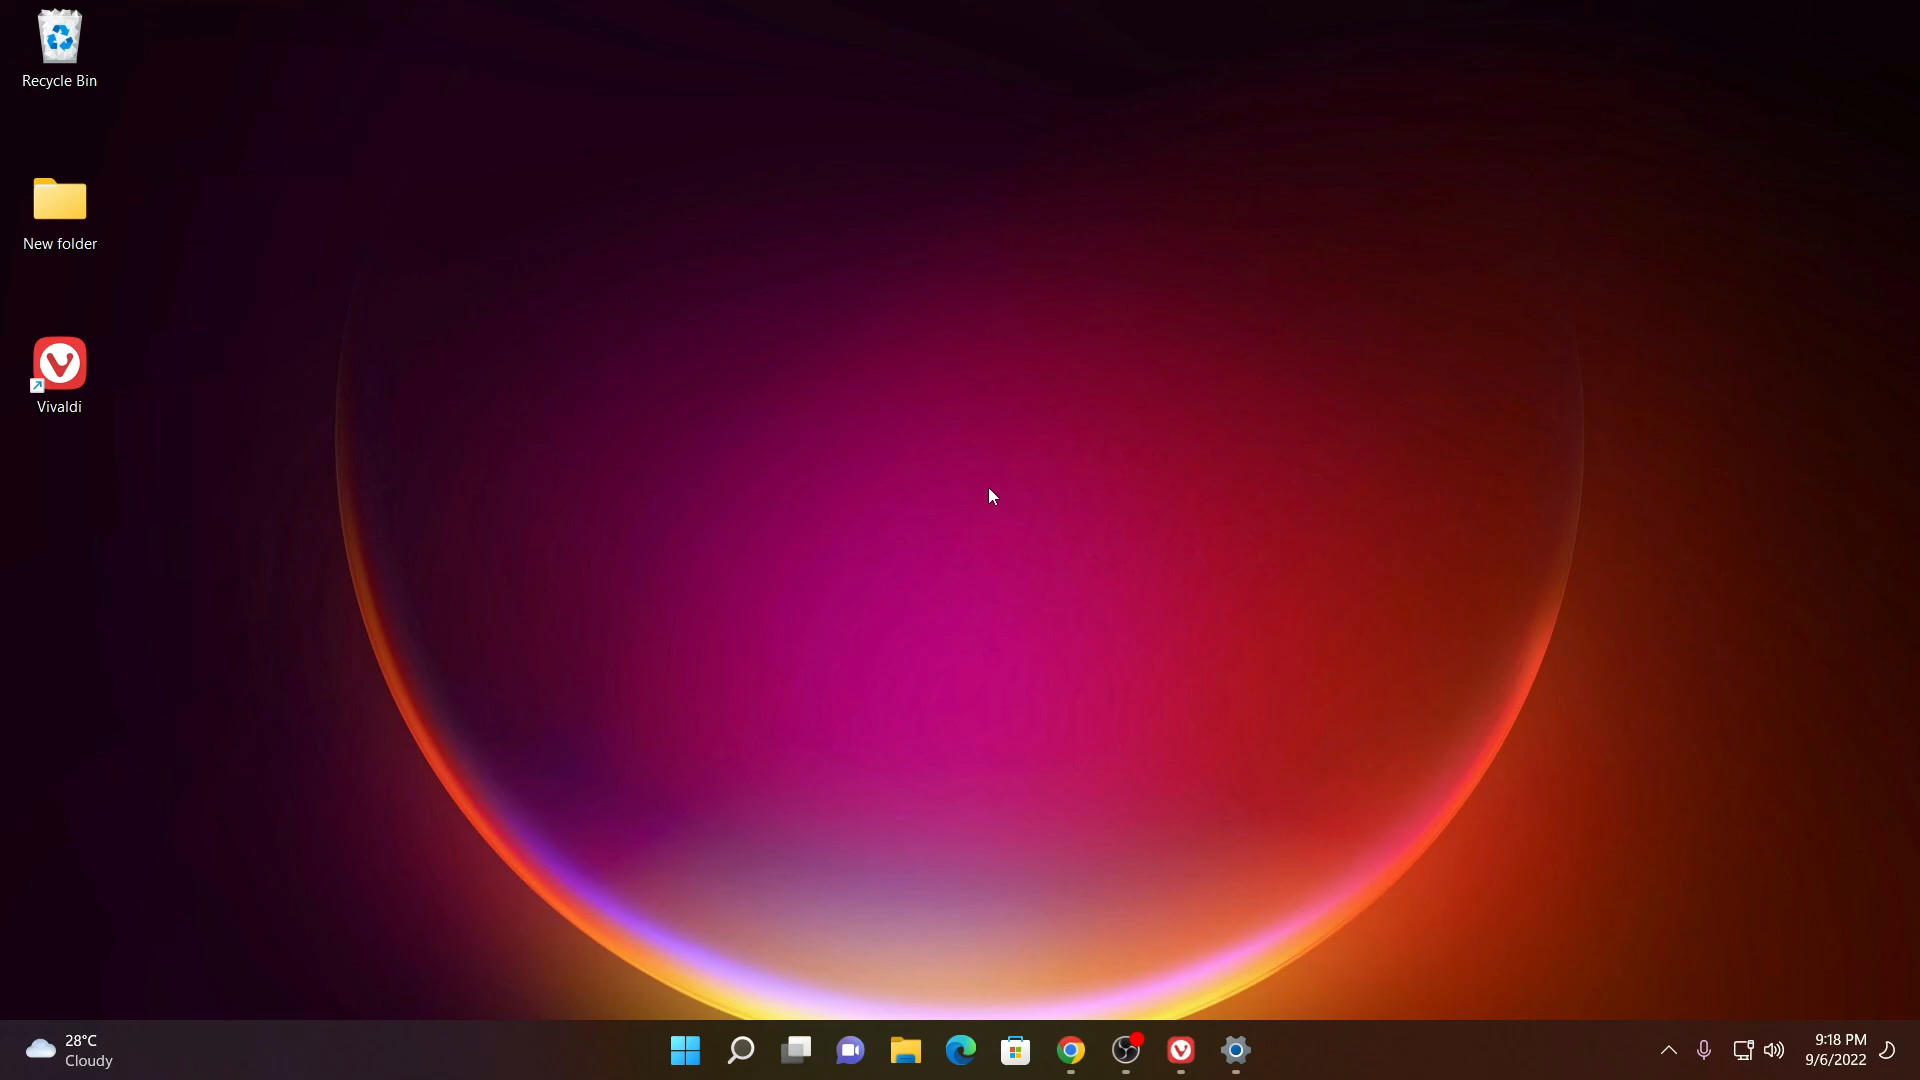 Recycle Bin
New folder
Vivaldi
28°C
Cloudy
9:18 PM
9/6/2022